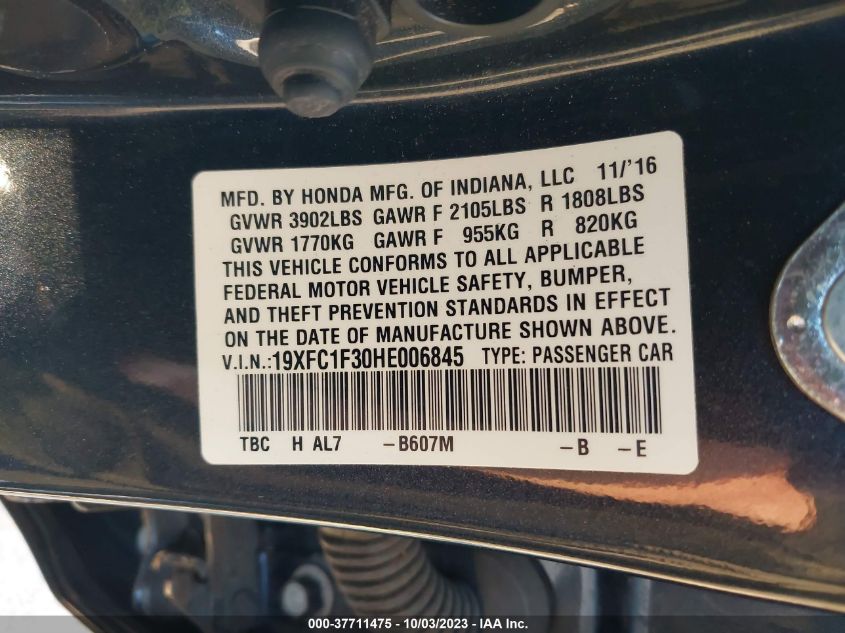 MFD. BY HONDA MFG. OF INDIANA, LLC 11/'16
GVWR 3902LBS GAWR F 2105LBS R 1808LBS
GVWR 1770KG GAWR F 955KG R 820KG
THIS VEHICLE CONFORMS TO ALL APPLICABLE
FEDERAL MOTOR VEHICLE SAFETY, BUMPER,
AND THEFT PREVENTION STANDARDS IN EFFECT
ON THE DATE OF MANUFACTURE SHOWN ABOVE.
V.I.N.:19XFC1F30HE006845 TYPE: PASSENGER CAR
TBC H AL7 –B607M –B –E
000-37711475 - 10/03/2023 - IAA Inc.